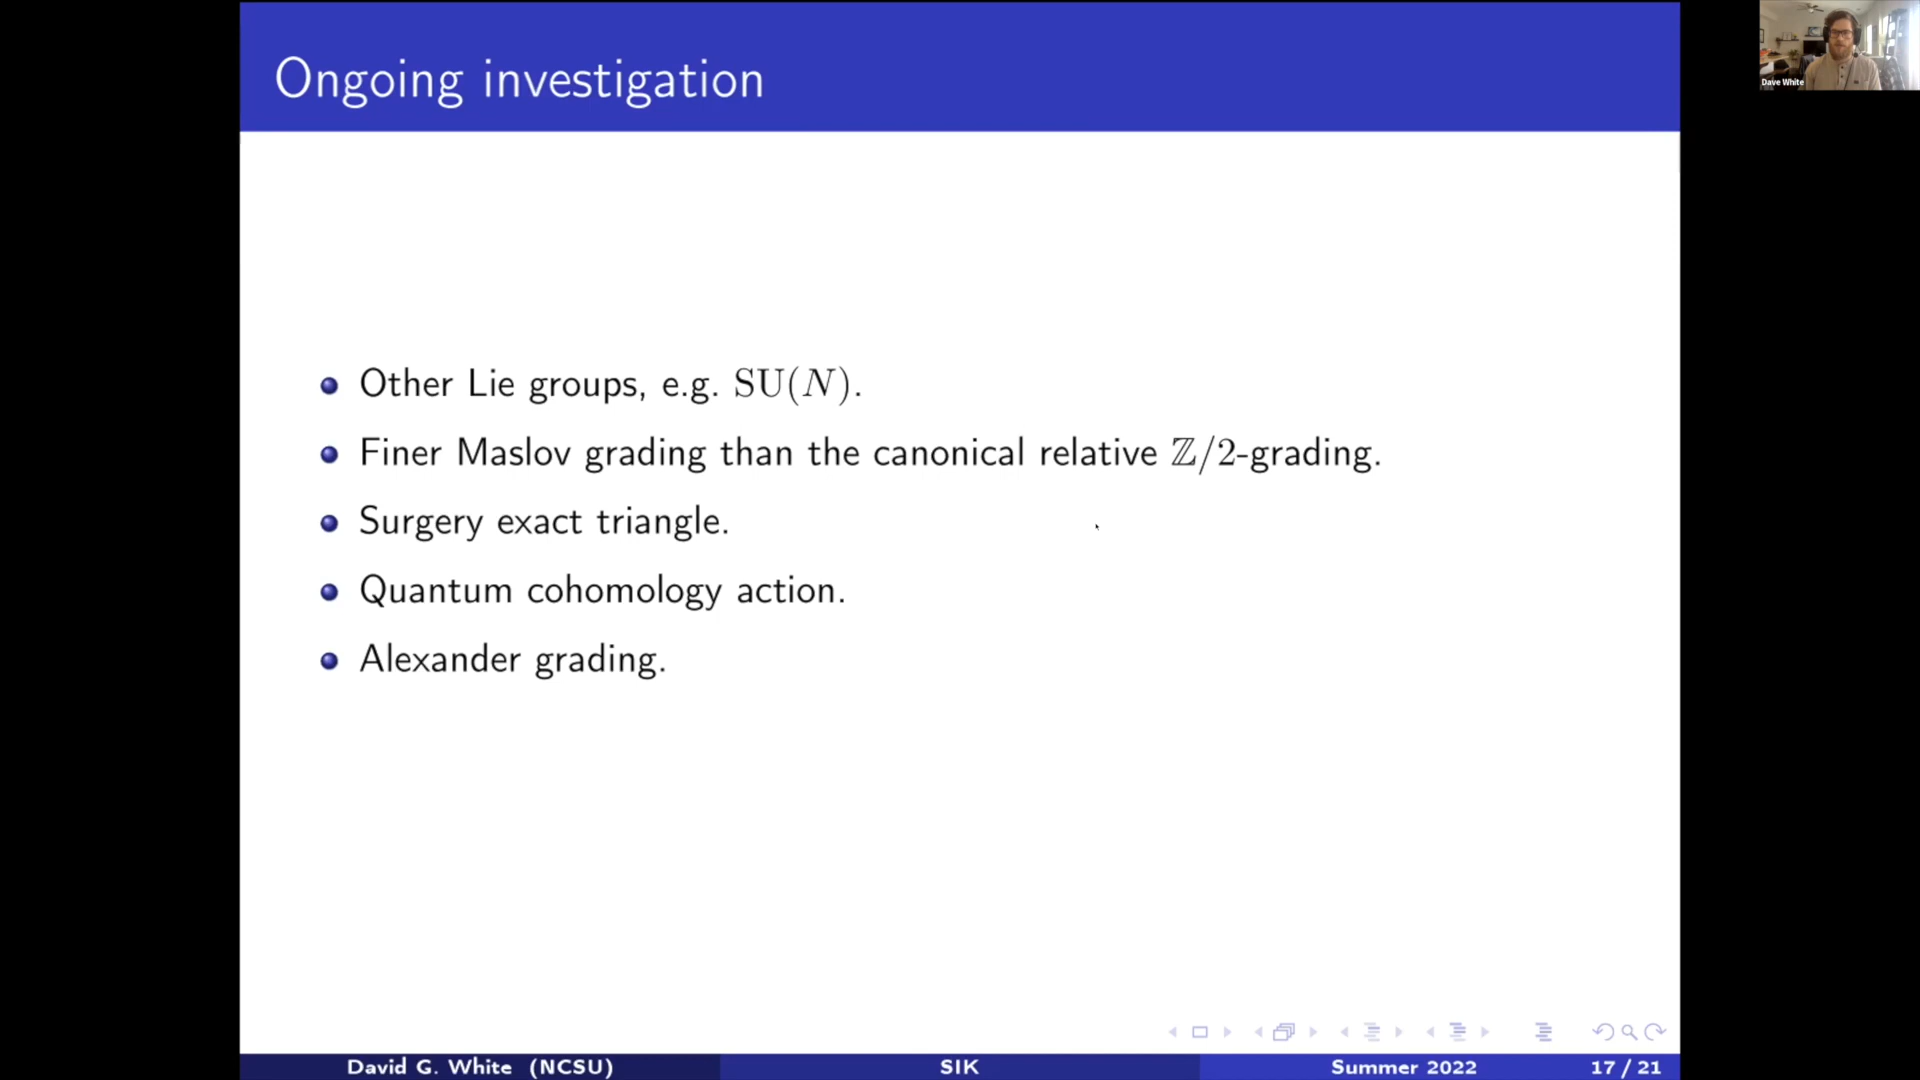 Ongoing investigation
Dave White
Other Lie groups, e.g. SU(N).
Finer Maslov grading than the canonical relative ℤ/2-grading.
Surgery exact triangle.
Quantum cohomology action.
Alexander grading.
David G. White (NCSU)
SIK
Summer 2022
17 / 21